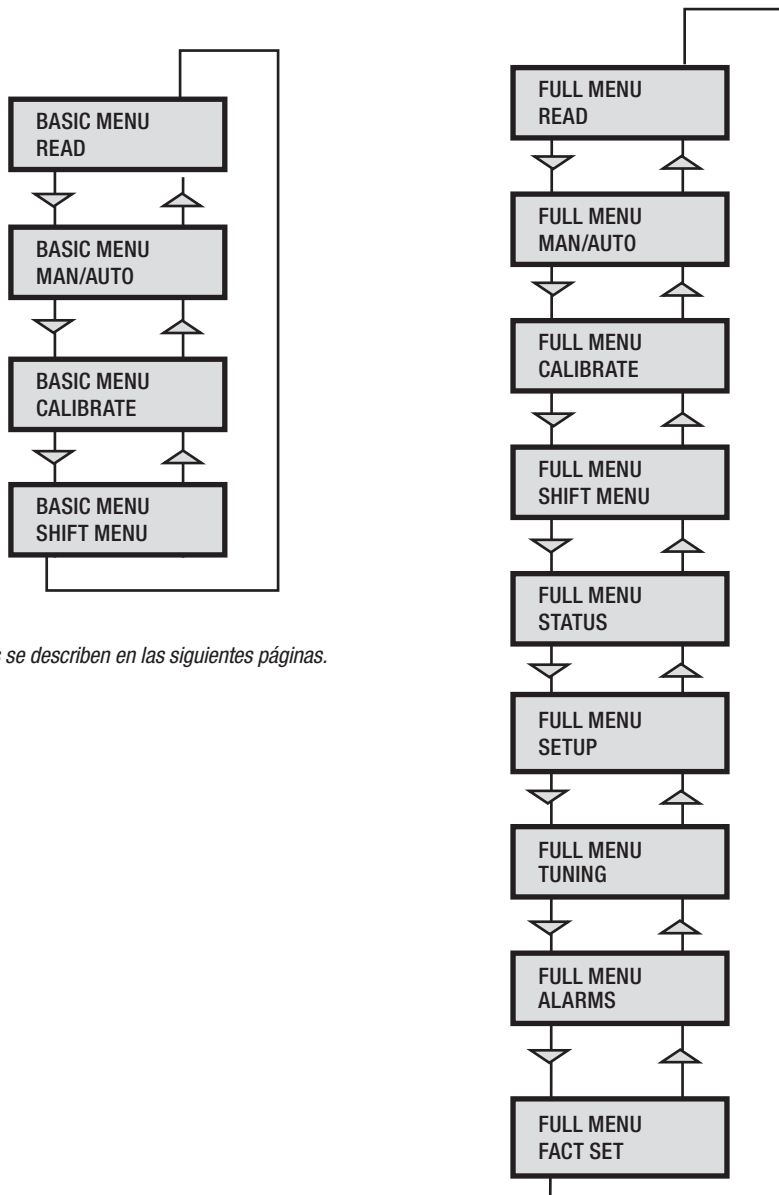 BASIC MENU
READ
BASIC MENU
MAN/AUTO
BASIC MENU
CALIBRATE
BASIC MENU
SHIFT MENU
se describen en las siguientes páginas.
FULL MENU
READ
FULL MENU
MAN/AUTO
FULL MENU
CALIBRATE
FULL MENU
SHIFT MENU
FULL MENU
STATUS
FULL MENU
SETUP
FULL MENU
TUNING
FULL MENU
ALARMS
FULL MENU
FACT SET